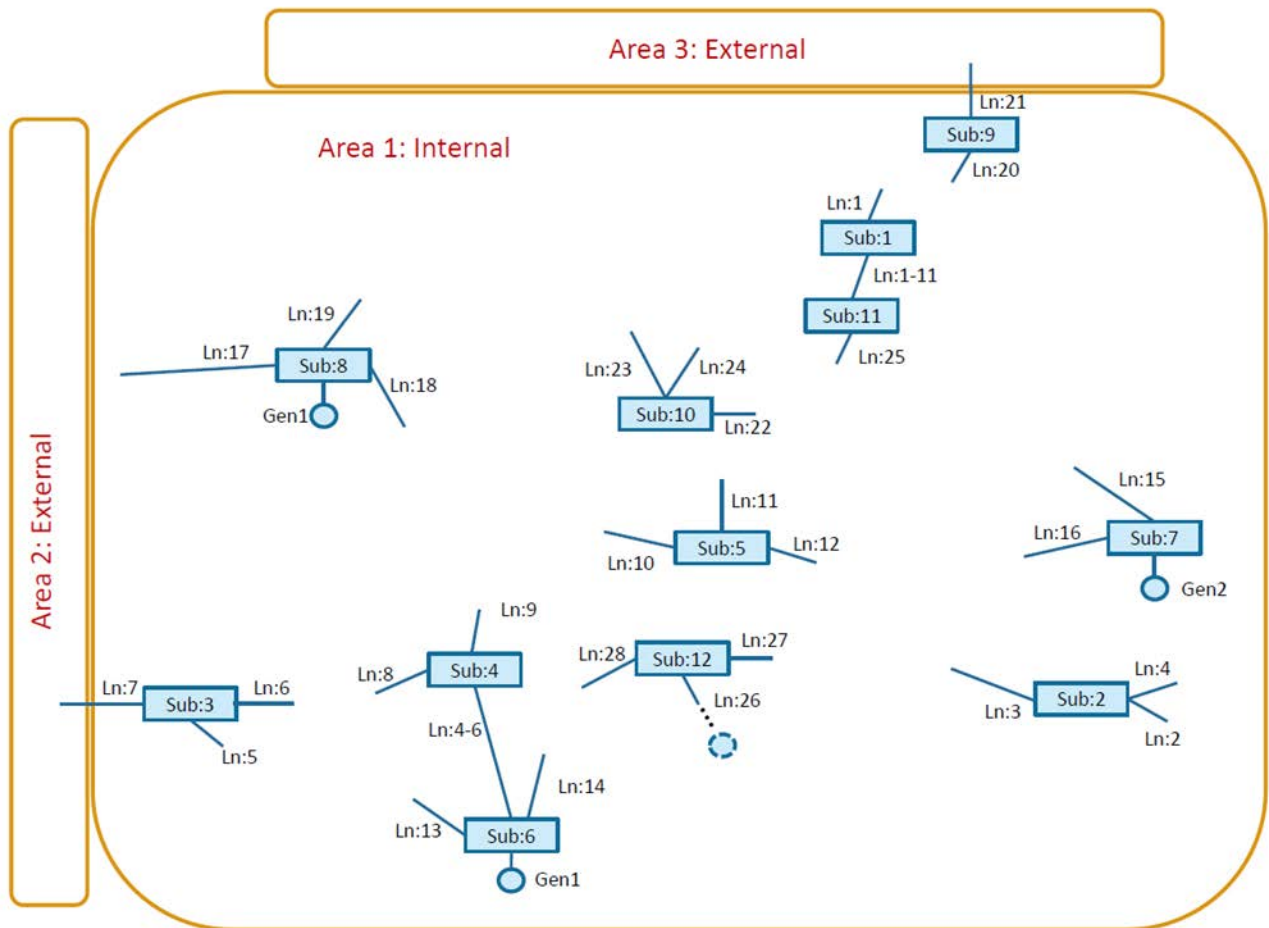 Area 3: External
Ln:21
Sub:9
Ln:20
Area 1: Internal
Ln:1
Sub:1
Ln:1-11
Sub:11
Ln:25
Ln:19
Ln:17
Sub:8
Ln:18
Gen1
Ln:23
Ln:24
Sub:10
Ln:22
Area 2: External
Ln:11
Sub:5
Ln:12
Ln:10
Ln:15
Ln:16
Sub:7
Gen2
Ln:9
Ln:8
Sub:4
Ln:4-6
Ln:28
Sub:12
Ln:27
Ln:26
Ln:4
Sub:2
Ln:3
Ln:2
Ln:7
Sub:3
Ln:6
Ln:5
Ln:14
Ln:13
Sub:6
Gen1